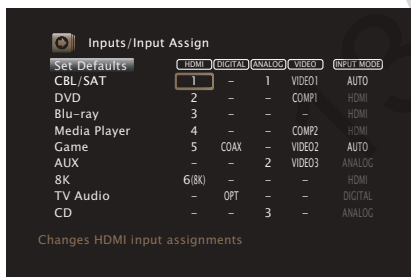 Inputs/Input Assign
Set Defaults HDMI DIGITAL ANALOG VIDEO INPUT MODE
CBL/SAT 1 – 1 VIDEO1 AUTO
DVD 2 – – COMP1 HDMI
Blu-ray 3 – – – HDMI
Media Player 4 – – COMP2 HDMI
Game 5 COAX – VIDEO2 AUTO
AUX – – 2 VIDEO3 ANALOG
8K 6(8K) – – – HDMI
TV Audio – OPT – – DIGITAL
CD – – 3 – ANALOG
Changes HDMI input assignments